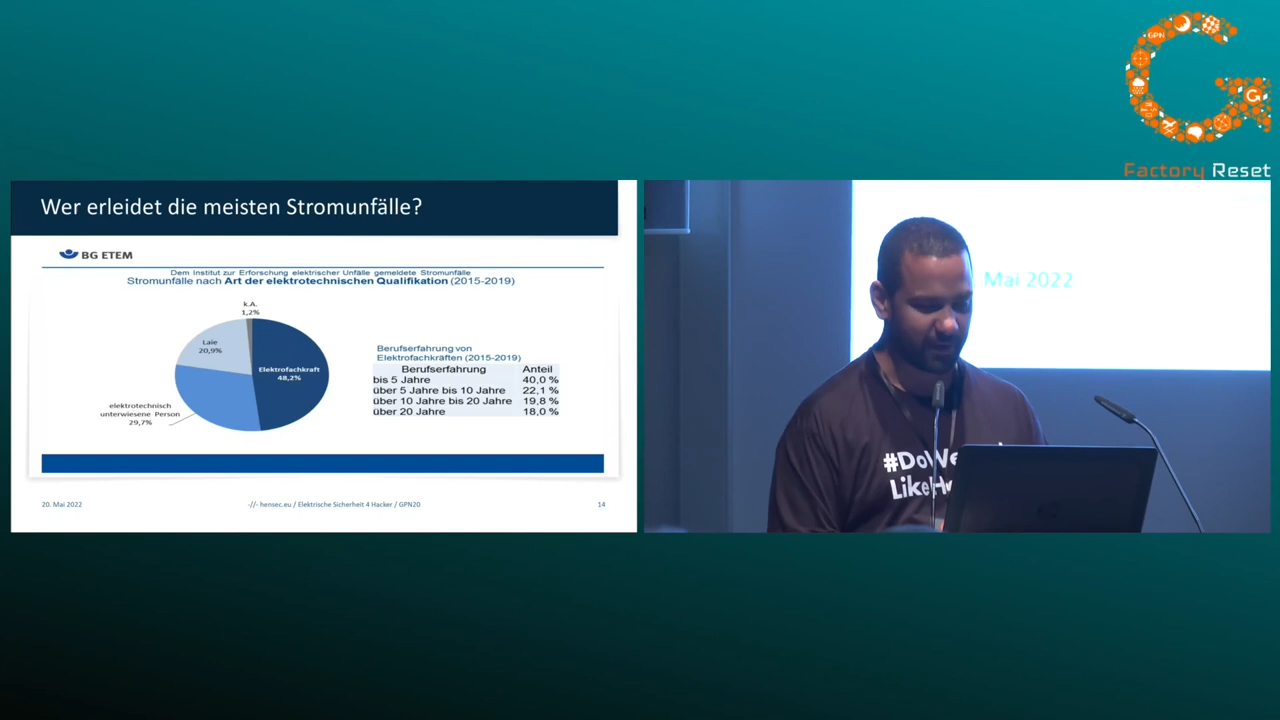 GPN
Factory Reset
Wer erleidet die meisten Stromunfälle?
BG ETEM
Dem Institut zur Erforschung elektrischer Unfälle gemeldete Stromunfälle
Stromunfälle nach Art der elektrotechnischen Qualifikation (2015-2019)
k.A.
1,2%
Laie
20,9%
Elektrofachkraft
48,2%
elektrotechnisch
unterwiesene Person
29,7%
Berufserfahrung von
Elektrofachkräften (2015-2019)
Berufserfahrung Anteil
bis 5 Jahre 40,0 %
über 5 Jahre bis 10 Jahre 22,1 %
über 10 Jahre bis 20 Jahre 19,8 %
über 20 Jahre 18,0 %
20. Mai 2022 -//- hensec.eu / Elektrische Sicherheit 4 Hacker / GPN20 14
Mai 2022